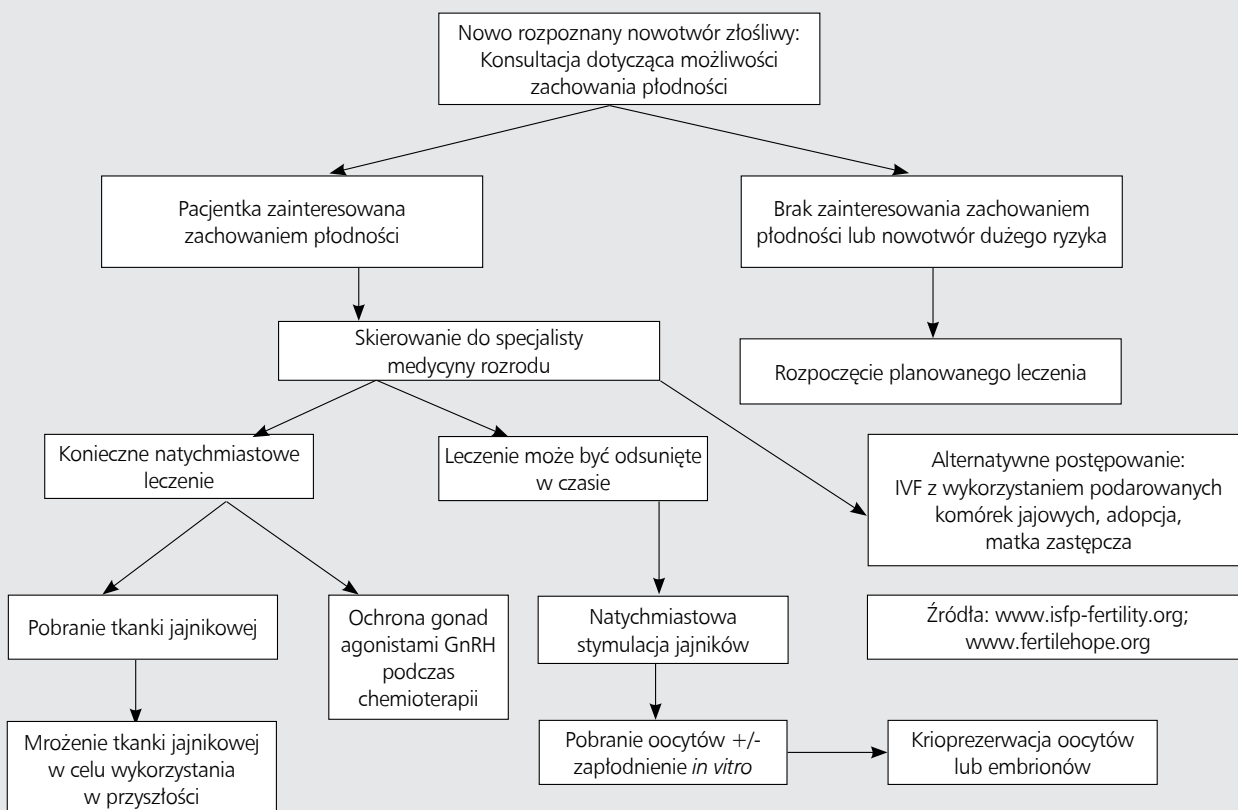 Nowo rozpoznany nowotwór złośliwy:
Konsultacja dotycząca możliwości
zachowania płodności
Pacjentka zainteresowana
zachowaniem płodności
Brak zainteresowania zachowaniem
płodności lub nowotwór dużego ryzyka
Skierowanie do specjalisty
medycyny rozrodu
Rozpoczęcie planowanego leczenia
Konieczne natychmiastowe
leczenie
Leczenie może być odsunięte
w czasie
Alternatywne postępowanie:
IVF z wykorzystaniem podarowanych
komórek jajowych, adopcja,
matka zastępcza
Pobranie tkanki jajnikowej
Ochrona gonad
agonistami GnRH
podczas
chemioterapii
Natychmiastowa
stymulacja jajników
Źródła: www.isfp-fertility.org;
www.fertilehope.org
Mrożenie tkanki jajnikowej
w celu wykorzystania
w przyszłości
Pobranie oocytów +/-
zapłodnienie in vitro
Krioprezerwacja oocytów
lub embrionów